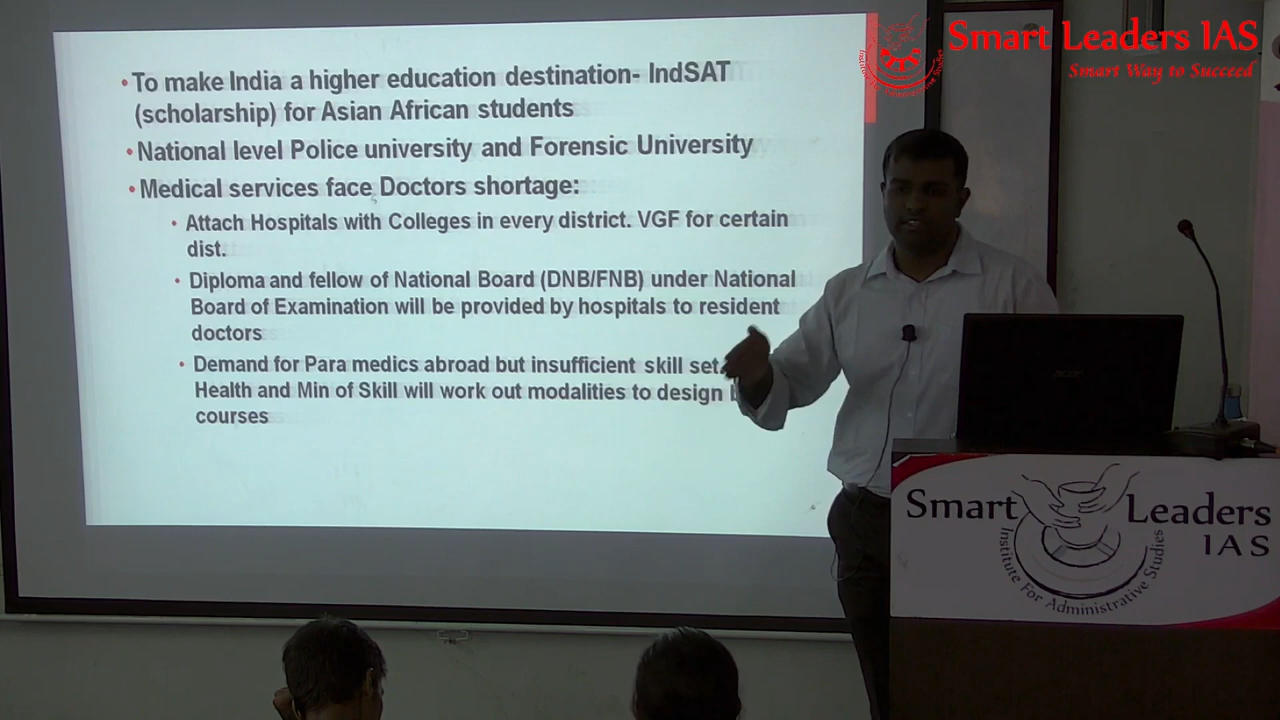 Smart Leaders IAS
Smart Way to Succeed
• To make India a higher education destination- IndSAT
(scholarship) for Asian African students
• National level Police university and Forensic University
• Medical services face Doctors shortage:
• Attach Hospitals with Colleges in every district. VGF for certain
dist.
• Diploma and fellow of National Board (DNB/FNB) under National
Board of Examination will be provided by hospitals to resident
doctors
• Demand for Para medics abroad but insufficient skill set.
Health and Min of Skill will work out modalities to design
courses
acer
Smart Leaders
IAS
Institute For Administrative Studies